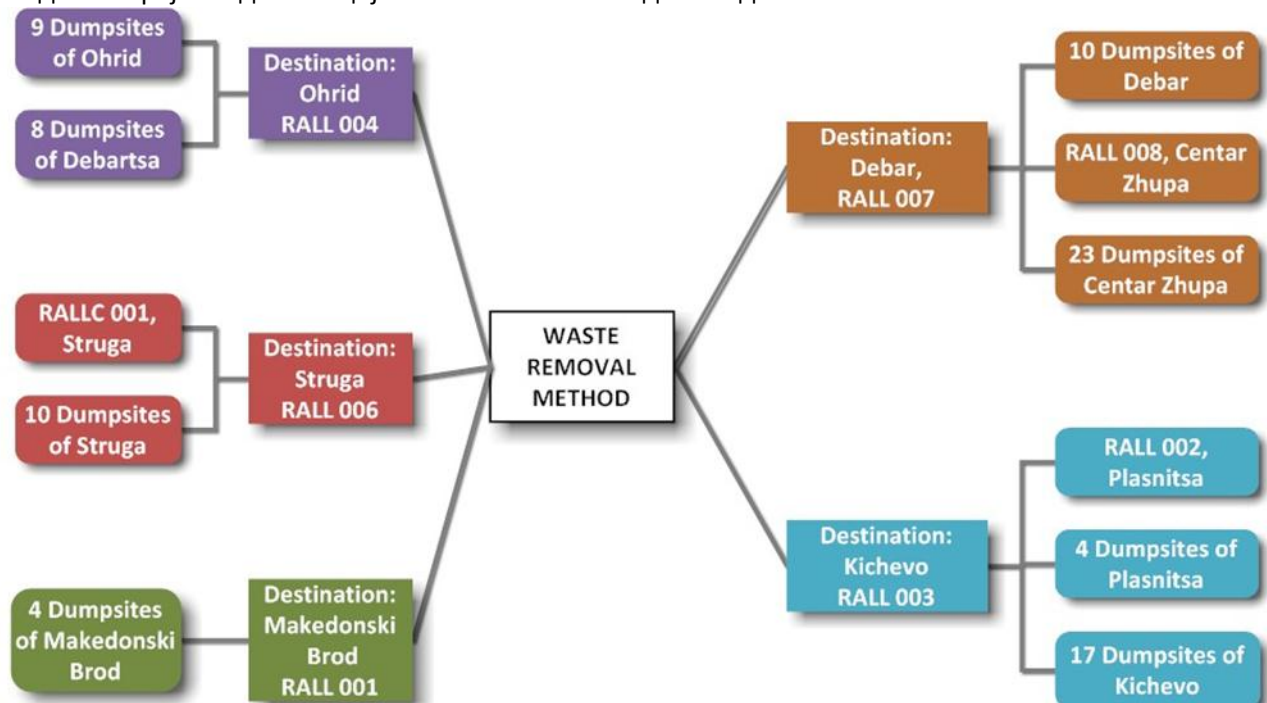 9 Dumpsites
of Ohrid
8 Dumpsites
of Debartsa
Destination:
Ohrid
RALL 004
RALLC 001,
Struga
10 Dumpsites
of Struga
Destination:
Struga
RALL 006
4 Dumpsites
of Makedonski
Brod
Destination:
Makedonski
Brod
RALL 001
WASTE
REMOVAL
METHOD
Destination:
Debar,
RALL 007
10 Dumpsites of
Debar
RALL 008, Centar
Zhupa
23 Dumpsites of
Centar Zhupa
Destination:
Kichevo
RALL 003
RALL 002,
Plasnitsa
4 Dumpsites of
Plasnitsa
17 Dumpsites of
Kichevo